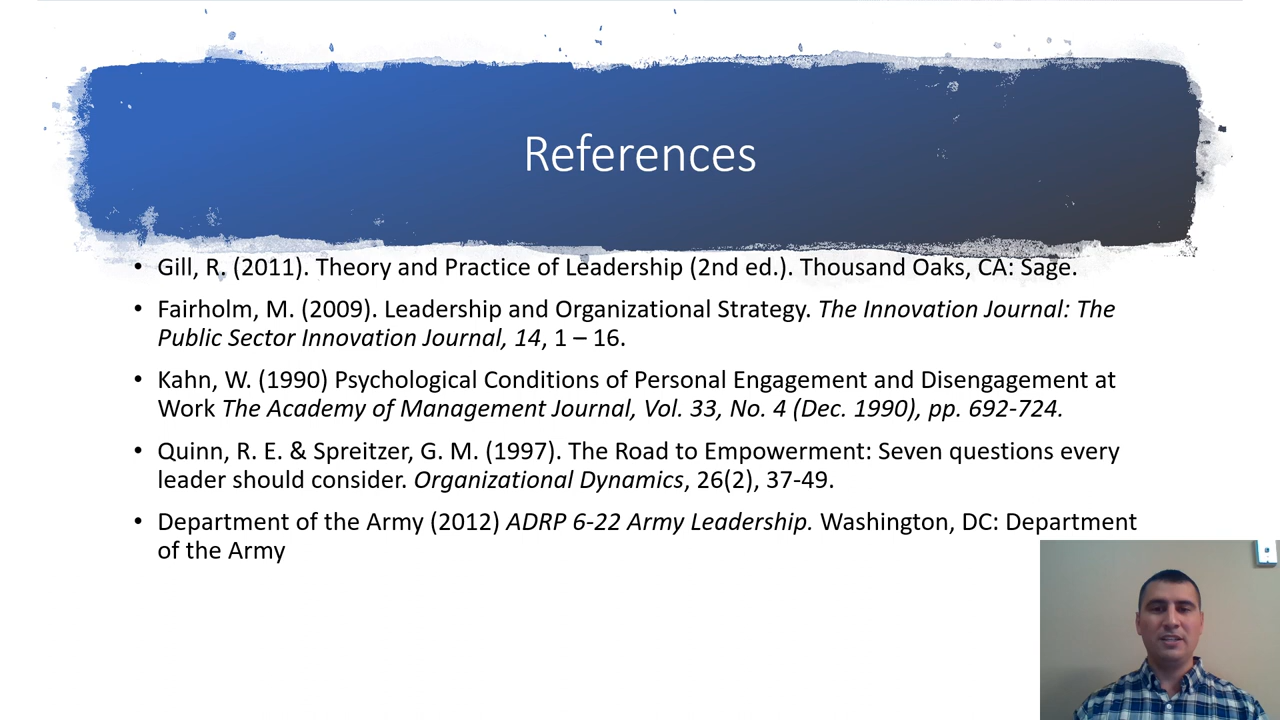 References
• Gill, R. (2011). Theory and Practice of Leadership (2nd ed.). Thousand Oaks, CA: Sage.
• Fairholm, M. (2009). Leadership and Organizational Strategy. The Innovation Journal: The
Public Sector Innovation Journal, 14, 1 – 16.
• Kahn, W. (1990) Psychological Conditions of Personal Engagement and Disengagement at
Work The Academy of Management Journal, Vol. 33, No. 4 (Dec. 1990), pp. 692-724.
• Quinn, R. E. & Spreitzer, G. M. (1997). The Road to Empowerment: Seven questions every
leader should consider. Organizational Dynamics, 26(2), 37-49.
• Department of the Army (2012) ADRP 6-22 Army Leadership. Washington, DC: Department
of the Army